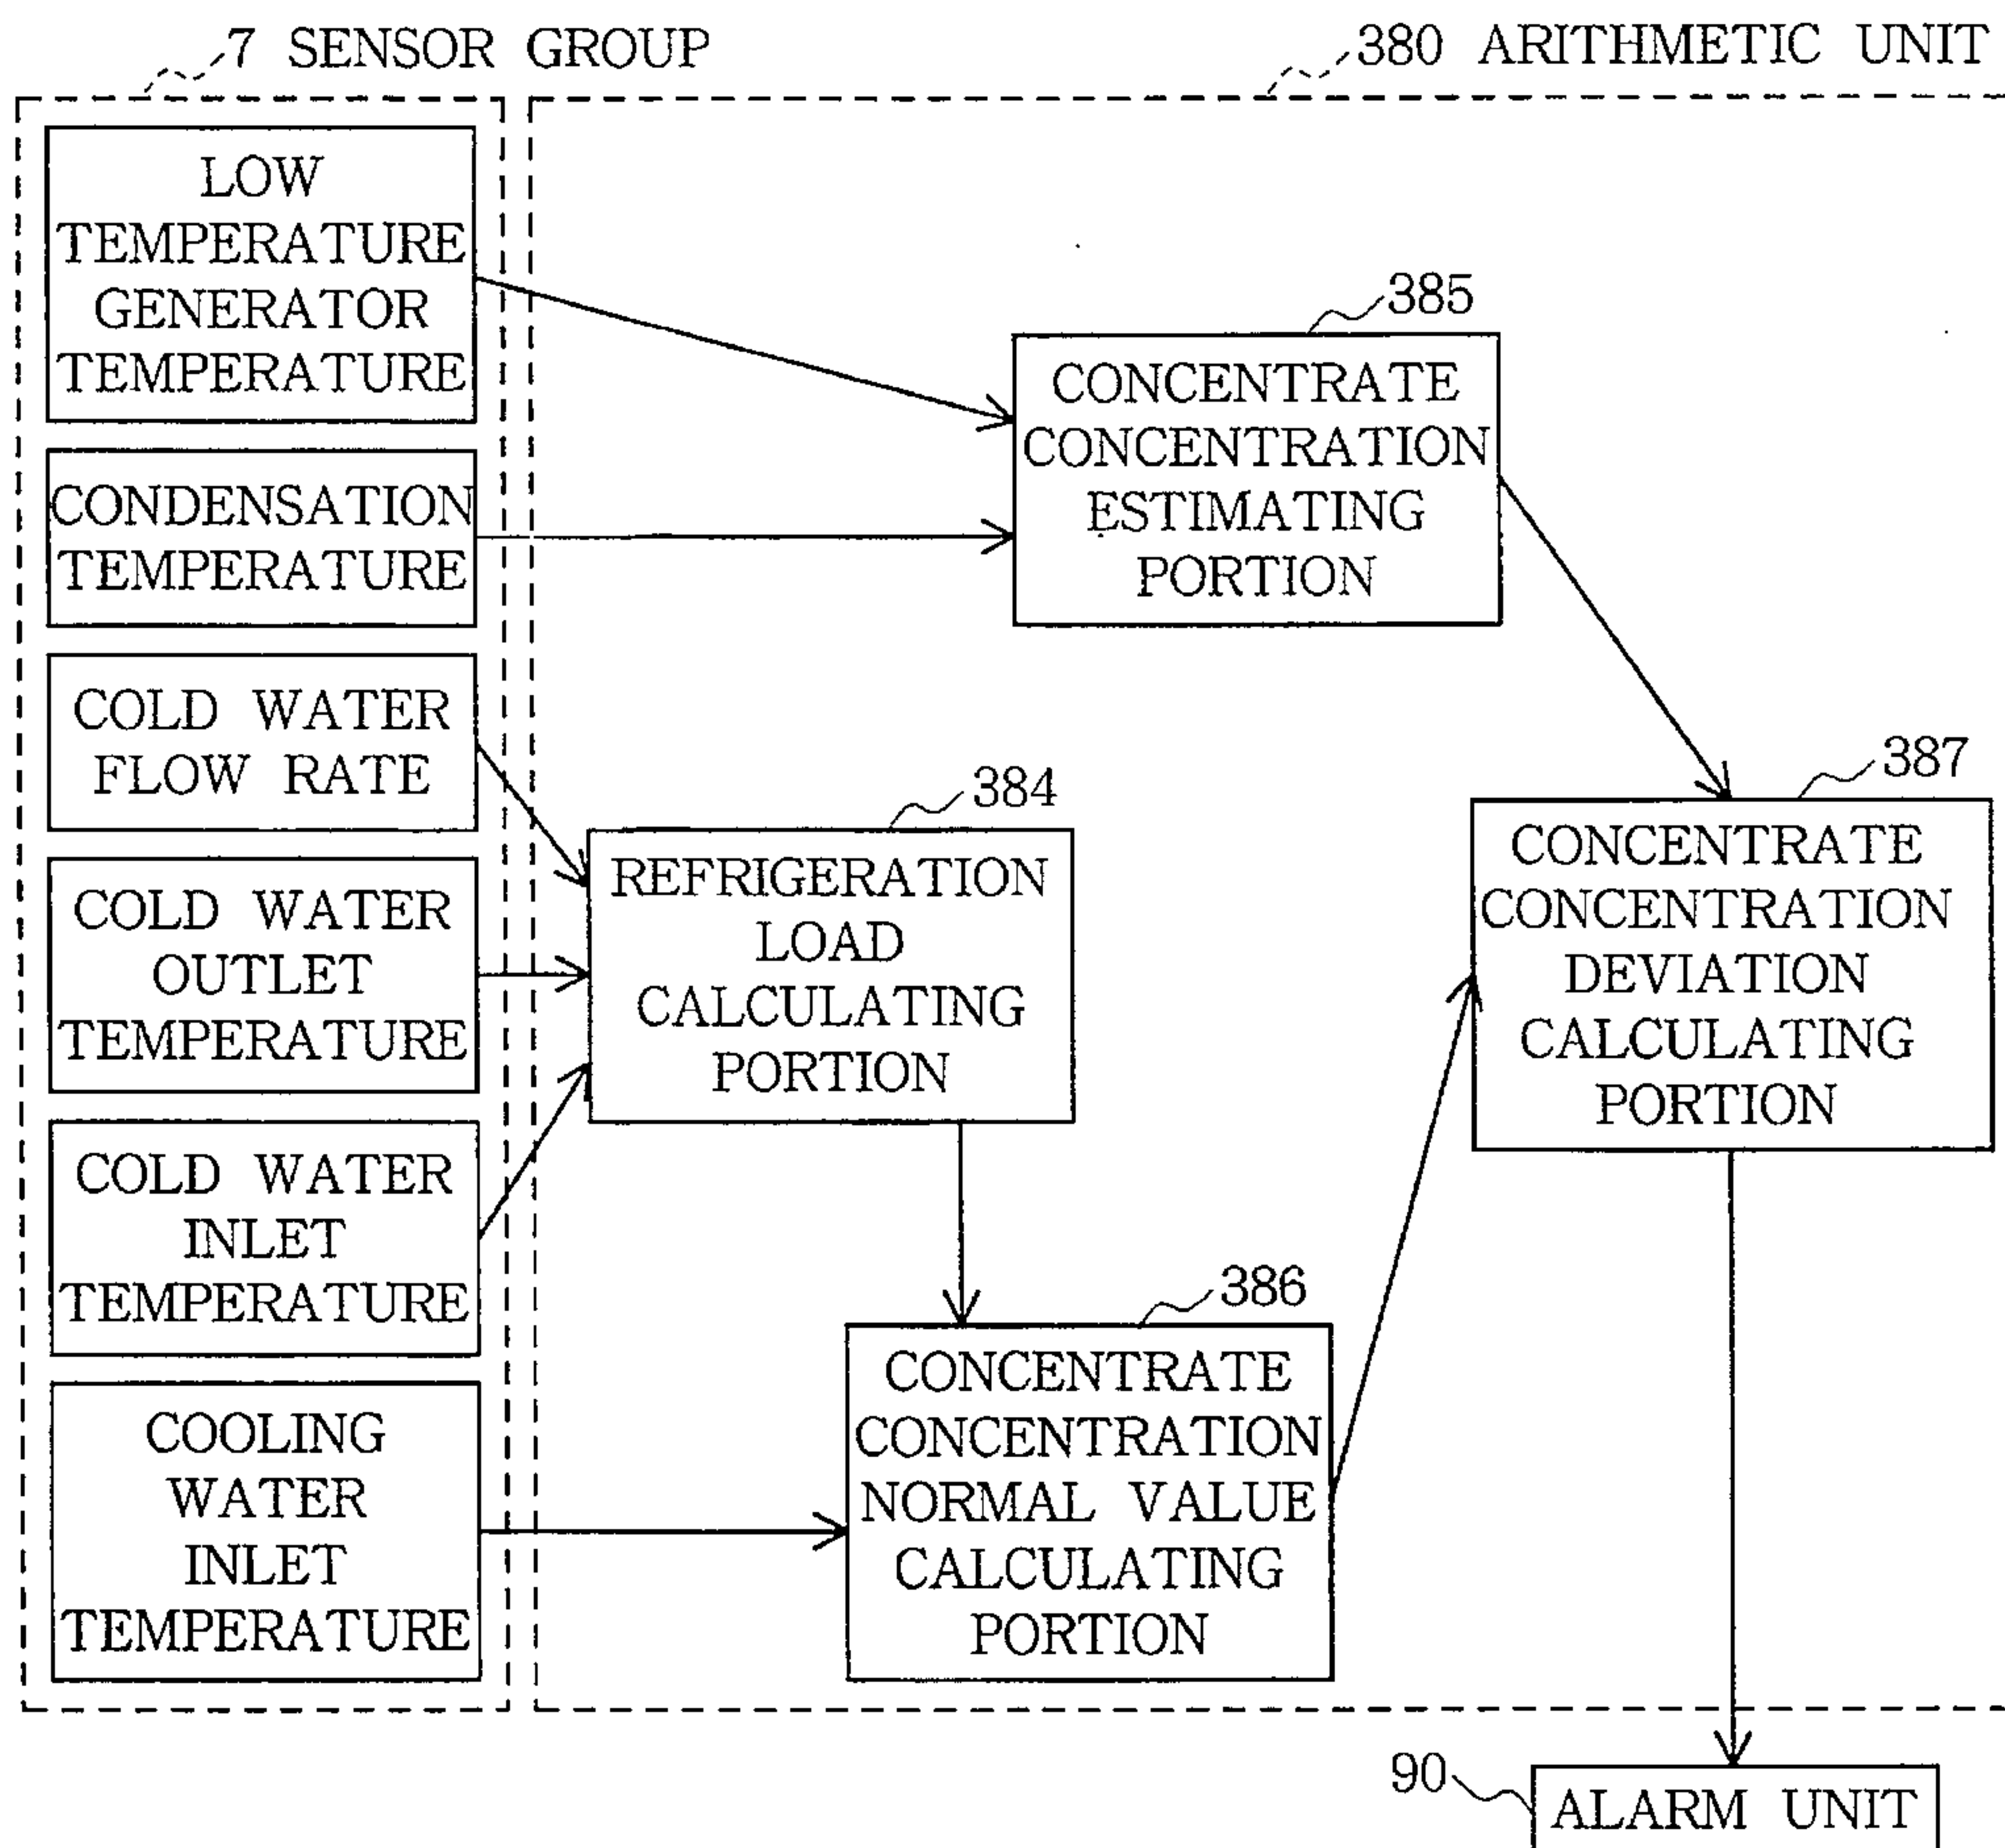 7 SENSOR GROUP
380 ARITHMETIC UNIT
LOW
TEMPERATURE
GENERATOR
TEMPERATURE
CONDENSATION
TEMPERATURE
COLD WATER
FLOW RATE
COLD WATER
OUTLET
TEMPERATURE
COLD WATER
INLET
TEMPERATURE
COOLING
WATER
INLET
TEMPERATURE
385
CONCENTRATE
CONCENTRATION
ESTIMATING
PORTION
384
REFRIGERATION
LOAD
CALCULATING
PORTION
386
CONCENTRATE
CONCENTRATION
NORMAL VALUE
CALCULATING
PORTION
387
CONCENTRATE
CONCENTRATION
DEVIATION
CALCULATING
PORTION
90
ALARM UNIT